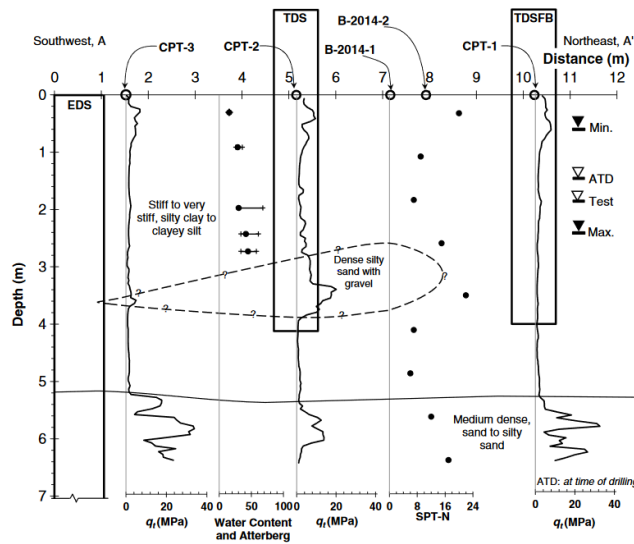 TDS
B-2014-2
TDSFB
Southwest, A
CPT-3
CPT-2
B-2014-1
CPT-1
Northeast, A'
Distance (m)
0 1 2 3 4 5 6 7 8 9 10 11 12
EDS
0
1
2
3
4
5
6
7
Depth (m)
Min.
ATD
Test
Max.
Stiff to very
stiff, silty clay to
clayey silt
Dense silty
sand with
gravel
? ? ? ? ? ? ?
Medium dense,
sand to silty
sand
ATD: at time of drilling
0 20 40
0 50 100
0 20 40
0 8 16 24
0 20 40
qt (MPa)
Water Content
and Atterberg
qt (MPa)
SPT-N
qt (MPa)